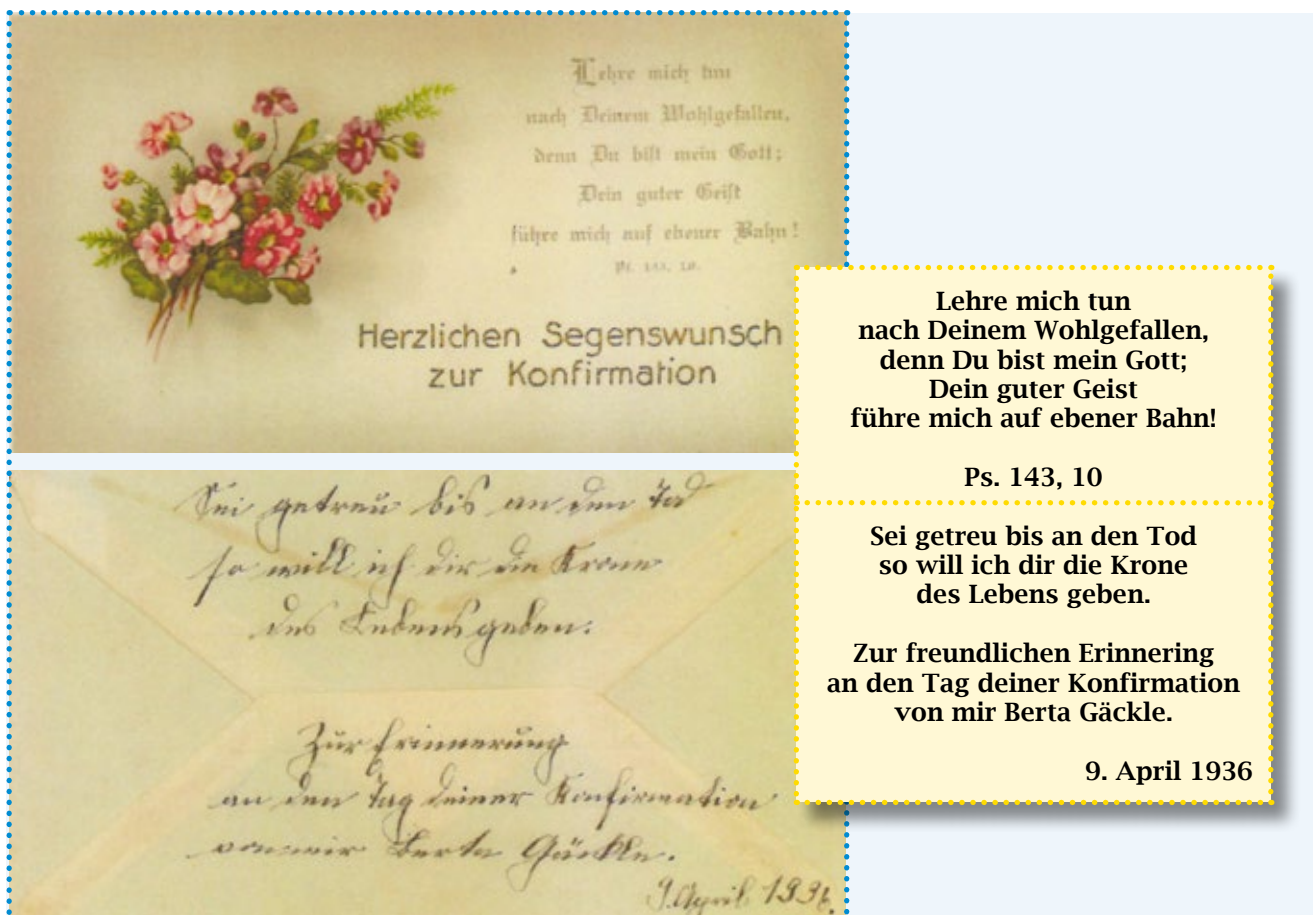 Lehre mich tun
nach Deinem Wohlgefallen,
denn Du bist mein Gott;
Dein guter Geist
führe mich auf ebener Bahn!
Ps. 143, 10.
Herzlichen Segenswunsch
zur Konfirmation
Sei getreu bis an den Tod
so will ich dir die Krone
des Lebens geben.
Zur Erinnerung
an den Tag deiner Konfirmation
von mir Berta Gäckle.
9. April 1936.
Lehre mich tun
nach Deinem Wohlgefallen,
denn Du bist mein Gott;
Dein guter Geist
führe mich auf ebener Bahn!
Ps. 143, 10
Sei getreu bis an den Tod
so will ich dir die Krone
des Lebens geben.
Zur freundlichen Erinnering
an den Tag deiner Konfirmation
von mir Berta Gäckle.
9. April 1936